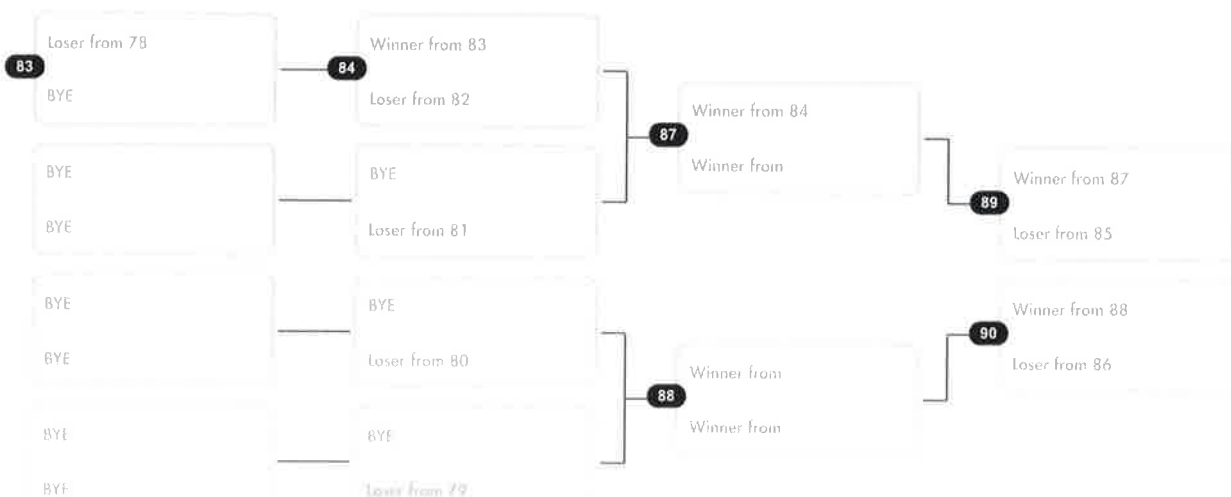 Loser from 78
83
BYE
Winner from 83
84
Loser from 82
BYE
BYE
BYE
Loser from 81
Winner from 84
87
Winner from
Winner from 87
89
Loser from 85
BYE
BYE
BYE
Loser from 80
BYE
BYE
BYE
Loser from 79
Winner from
88
Winner from
Winner from 88
90
Loser from 86